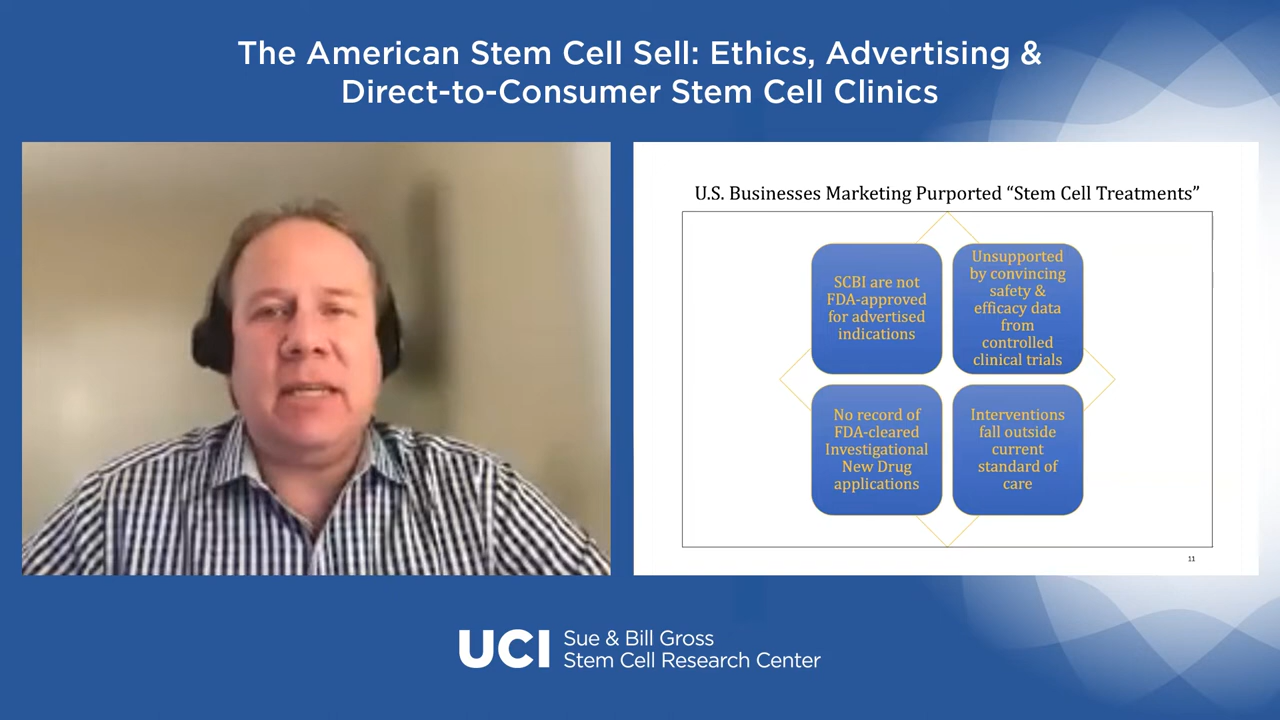 The American Stem Cell Sell: Ethics, Advertising &
Direct-to-Consumer Stem Cell Clinics
U.S. Businesses Marketing Purported “Stem Cell Treatments”
SCBI are not
FDA-approved
for advertised
indications
Unsupported
by convincing
safety &
efficacy data
from
controlled
clinical trials
No record of
FDA-cleared
Investigational
New Drug
applications
Interventions
fall outside
current
standard of
care
11
UCI
Sue & Bill Gross
Stem Cell Research Center